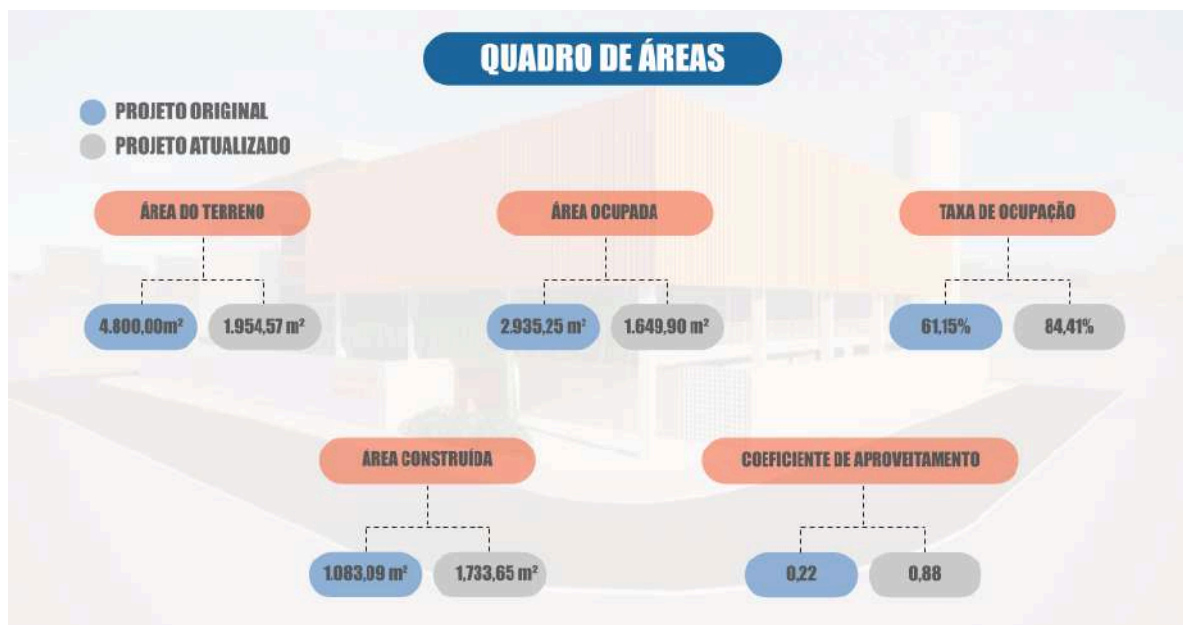 QUADRO DE ÁREAS
PROJETO ORIGINAL
PROJETO ATUALIZADO
ÁREA DO TERRENO
ÁREA OCUPADA
TAXA DE OCUPAÇÃO
4.800,00m²
1.954,57 m²
2.935,25 m²
1.649,90 m²
61,15%
84,41%
ÁREA CONSTRUÍDA
COEFICIENTE DE APROVEITAMENTO
1.083,09 m²
1,733,65 m²
0,22
0,88